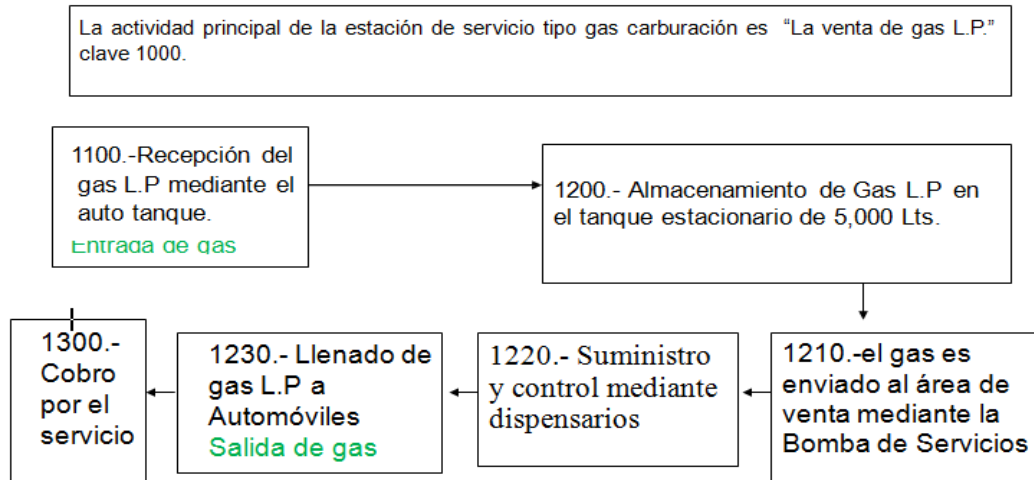 La actividad principal de la estación de servicio tipo gas carburación es “La venta de gas L.P.”
clave 1000.
1100.-Recepción del
gas L.P mediante el
auto tanque.
Entrada de gas
1200.- Almacenamiento de Gas L.P en
el tanque estacionario de 5,000 Lts.
1210.-el gas es
enviado al área de
venta mediante la
Bomba de Servicios
1220.- Suministro
y control mediante
dispensarios
1230.- Llenado de
gas L.P a
Automóviles
Salida de gas
1300.-
Cobro
por el
servicio